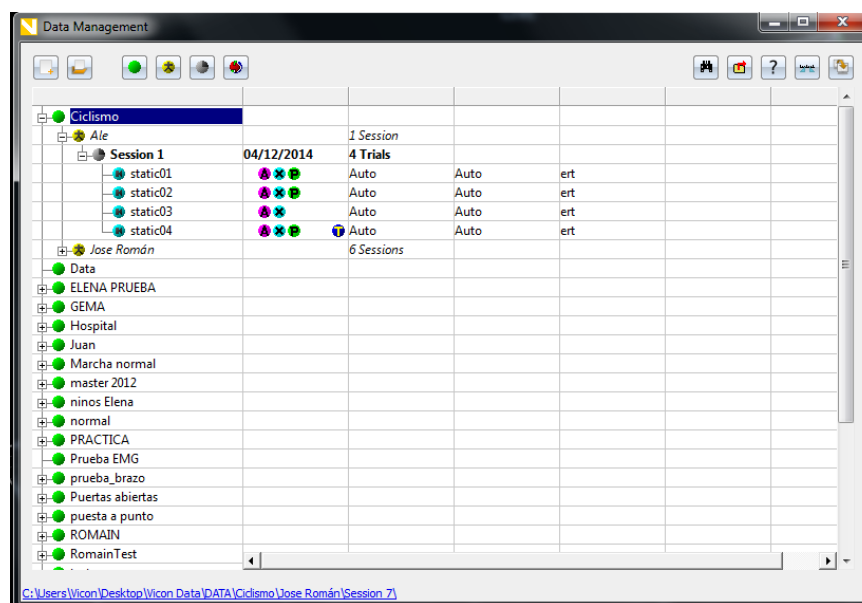 Data Management
Ciclismo
Ale 1 Session
Session 1 04/12/2014 4 Trials
static01 A X P Auto Auto ert
static02 A X P Auto Auto ert
static03 A X Auto Auto ert
static04 A X P T Auto Auto ert
Jose Román 6 Sessions
Data
ELENA PRUEBA
GEMA
Hospital
Juan
Marcha normal
master 2012
ninos Elena
normal
PRACTICA
Prueba EMG
prueba_brazo
Puertas abiertas
puesta a punto
ROMAIN
RomainTest
C:\Users\Vicon\Desktop\Vicon Data\DATA\Ciclismo\Jose Román\Session 7\